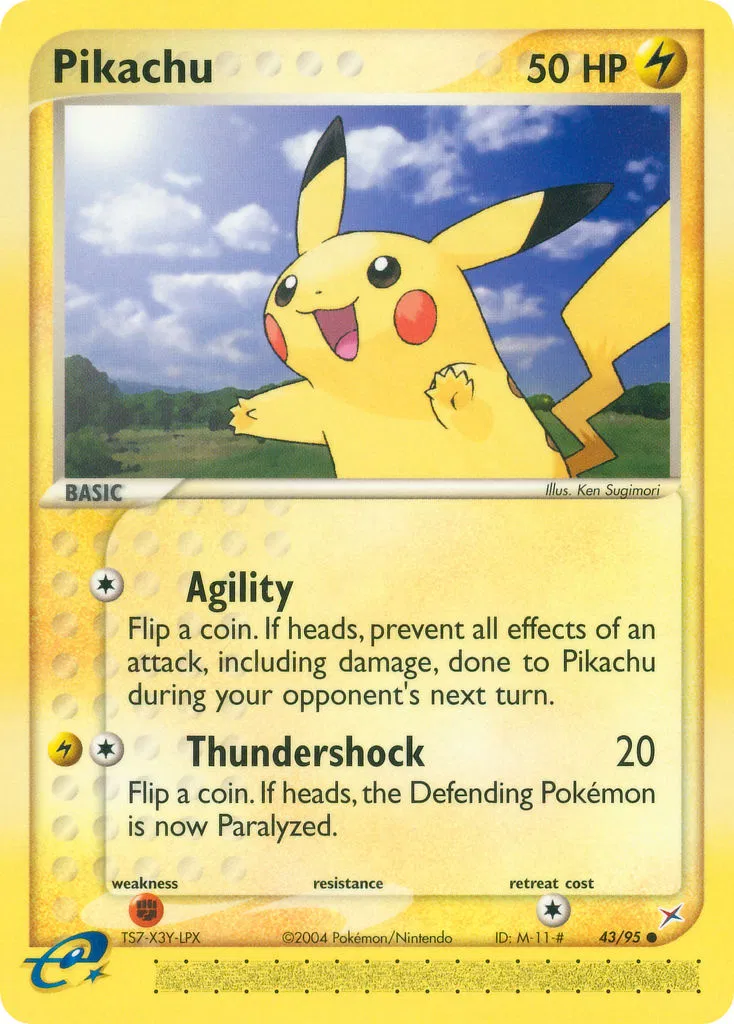 Pikachu 50 HP
BASIC
Illus. Ken Sugimori
Agility
Flip a coin. If heads, prevent all effects of an
attack, including damage, done to Pikachu
during your opponent's next turn.
Thundershock 20
Flip a coin. If heads, the Defending Pokémon
is now Paralyzed.
weakness resistance retreat cost
TS7-X3Y-LPX ©2004 Pokémon/Nintendo ID: M-11-# 43/95
e